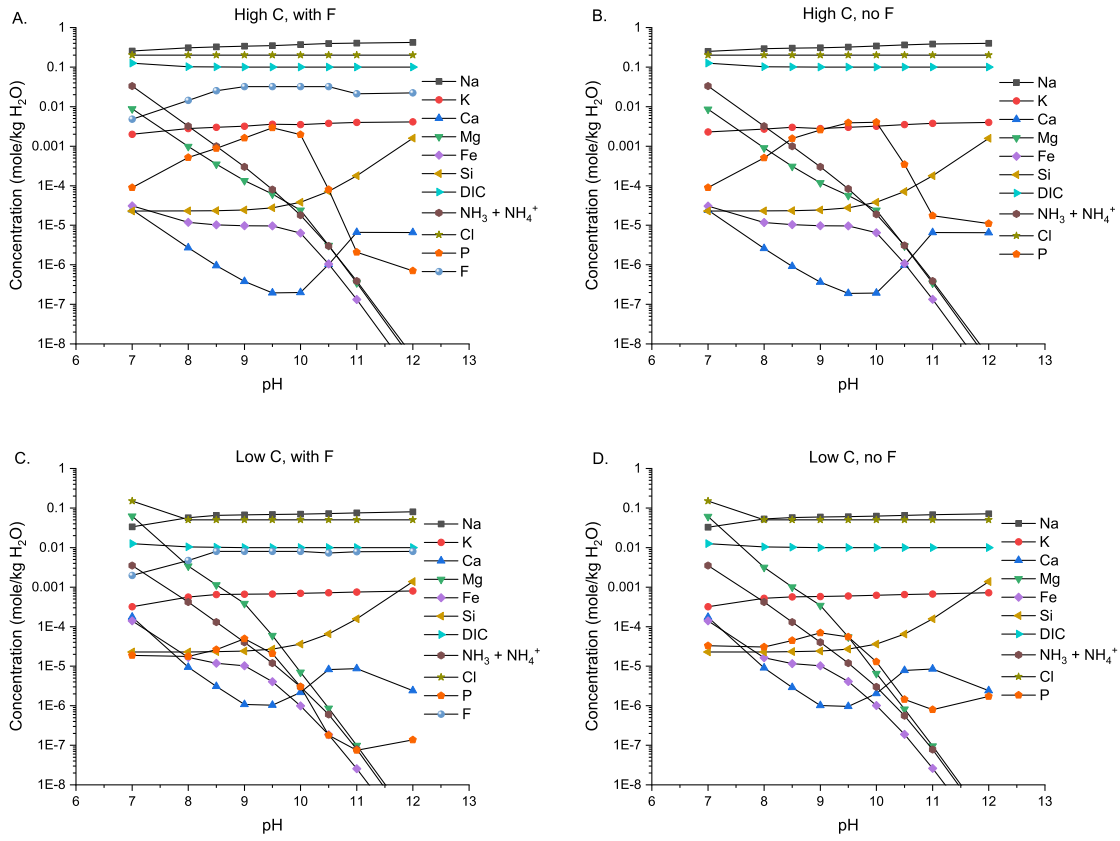 A.
High C, with F
Concentration (mole/kg H₂O)
1
0.1
0.01
0.001
1E-4
1E-5
1E-6
1E-7
1E-8
6
7
8
9
10
11
12
13
pH
Na
K
Ca
Mg
Fe
Si
DIC
NH₃ + NH₄⁺
Cl
P
F
B.
High C, no F
Concentration (mole/kg H₂O)
1
0.1
0.01
0.001
1E-4
1E-5
1E-6
1E-7
1E-8
6
7
8
9
10
11
12
13
pH
Na
K
Ca
Mg
Fe
Si
DIC
NH₃ + NH₄⁺
Cl
P
C.
Low C, with F
Concentration (mole/kg H₂O)
1
0.1
0.01
0.001
1E-4
1E-5
1E-6
1E-7
1E-8
6
7
8
9
10
11
12
13
pH
Na
K
Ca
Mg
Fe
Si
DIC
NH₃ + NH₄⁺
Cl
P
F
D.
Low C, no F
Concentration (mole/kg H₂O)
1
0.1
0.01
0.001
1E-4
1E-5
1E-6
1E-7
1E-8
6
7
8
9
10
11
12
13
pH
Na
K
Ca
Mg
Fe
Si
DIC
NH₃ + NH₄⁺
Cl
P